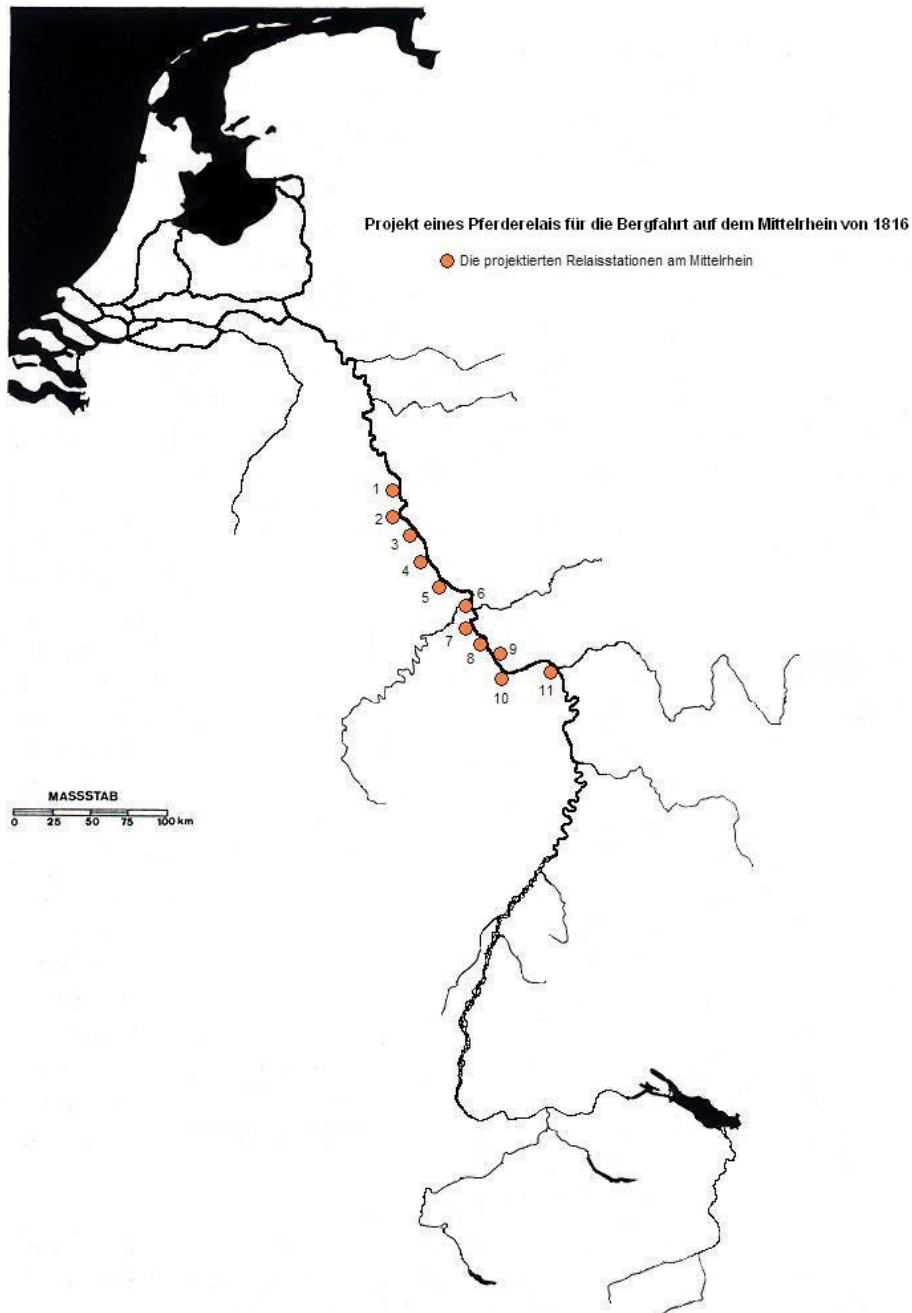 Projekt eines Pferderelais für die Bergfahrt auf dem Mittelrhein von 1816
Die projektierten Relaisstationen am Mittelrhein
1
2
3
4
5
6
7
8
9
10
11
MASSSTAB
0 25 50 75 100 km